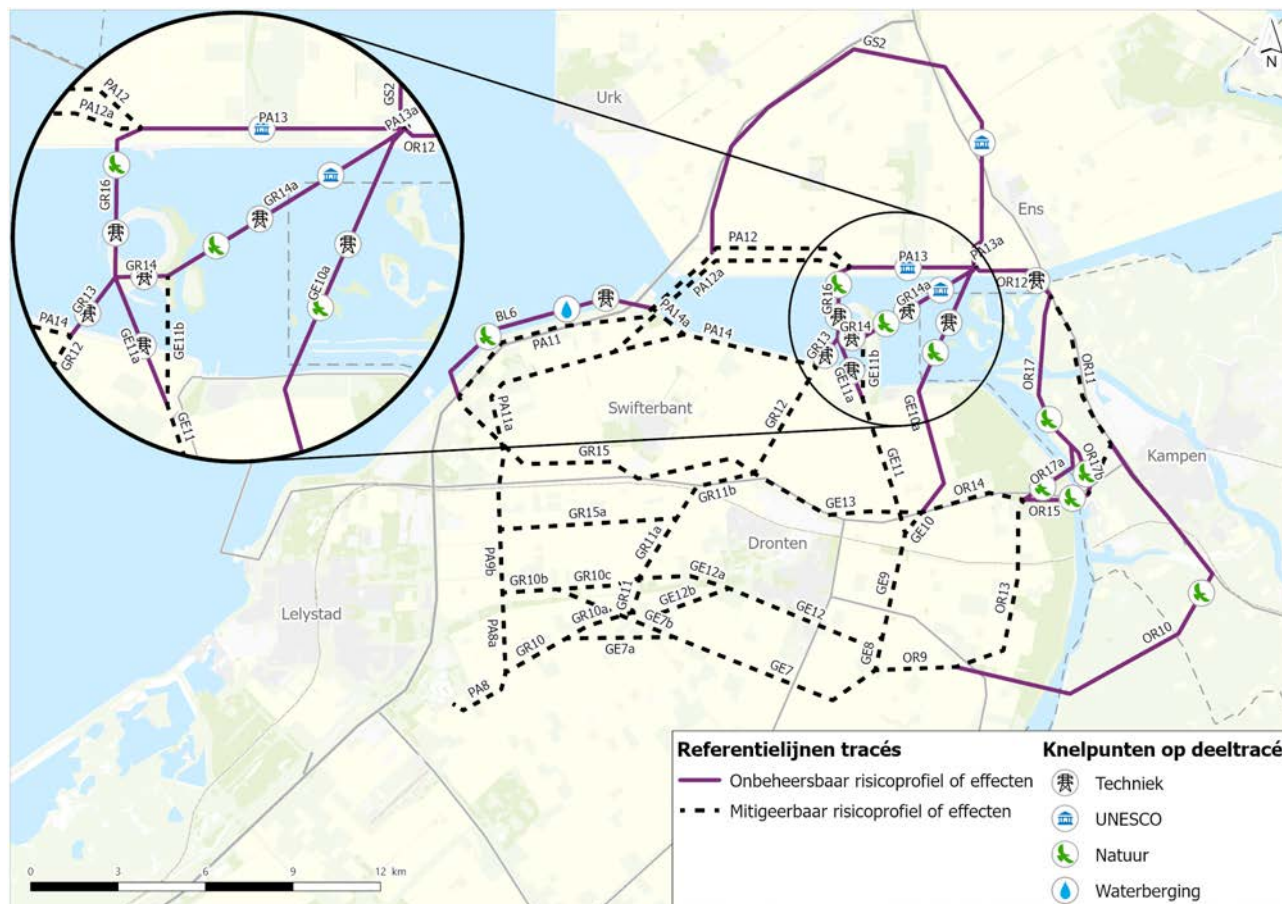 PA12
PA12a
PA13
GS2
PA13a
OR12
GR16
GR14a
GR14
GR13
PA14
GR12
GE11a
GE11b
GE10a
GE11
GS2
N
Urk
Ens
PA12
PA12a
PA13
PA13a
OR12
GR16
GR14a
GR14
GR13
GE11a
GE11b
BL6
PA11
PA14a
PA14
OR17
OR11
GE10a
PA11a
Swifterbant
GR12
Kampen
GR15
GE11
OR17a
OR17b
GR11b
GE13
OR14
OR15
GR15a
GR11a
Dronten
GE10
PA9b
GR10b
GR10c
GE12a
GE9
OR13
Lelystad
GR11
GE12b
GE12
GR10a
GE7b
OR10
PA8a
GR10
GE7a
GE7
GE8
OR9
PA8
Referentielijnen tracés
Onbeheersbaar risicoprofiel of effecten
Mitigeerbaar risicoprofiel of effecten
Knelpunten op deeltracé
Techniek
UNESCO
Natuur
Waterberging
0 3 6 9 12 km